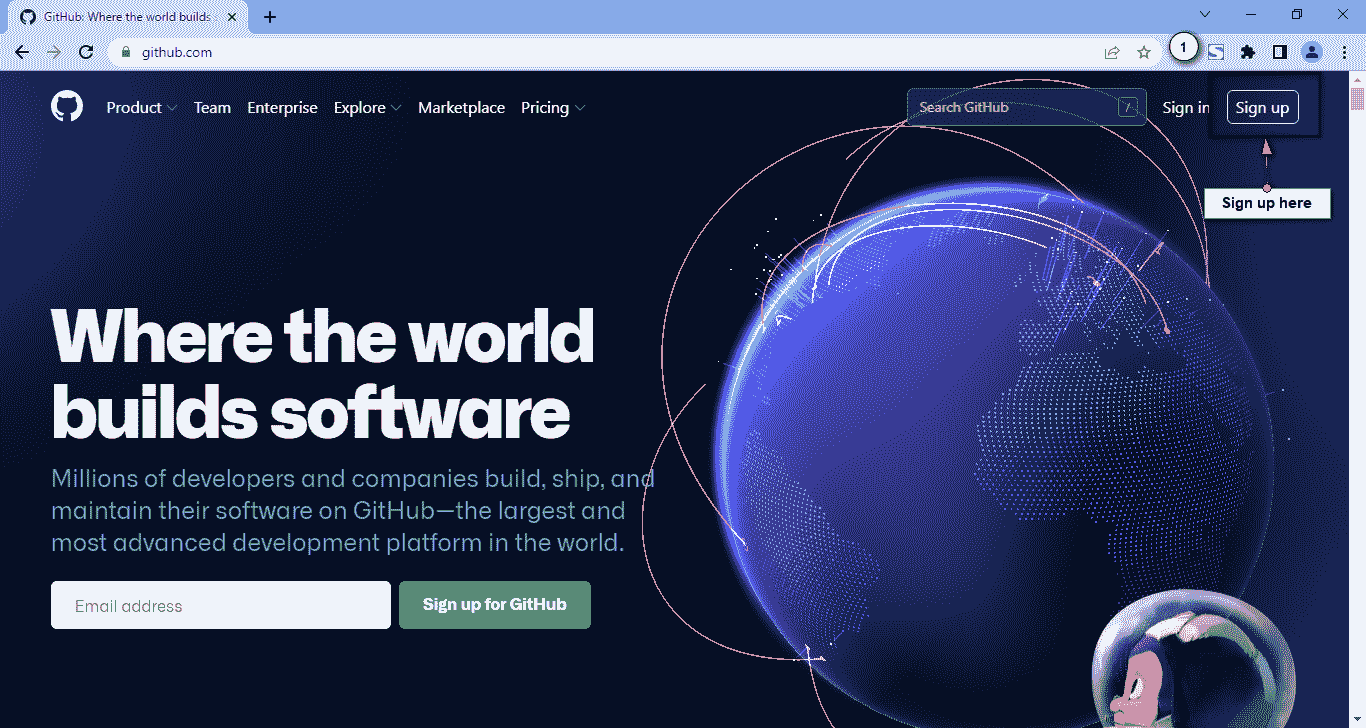 GitHub: Where the world builds
github.com
1
Product
Team
Enterprise
Explore
Marketplace
Pricing
Search GitHub
/
Sign in
Sign up
Sign up here
Where the world
builds software
Millions of developers and companies build, ship, and
maintain their software on GitHub—the largest and
most advanced development platform in the world.
Email address
Sign up for GitHub